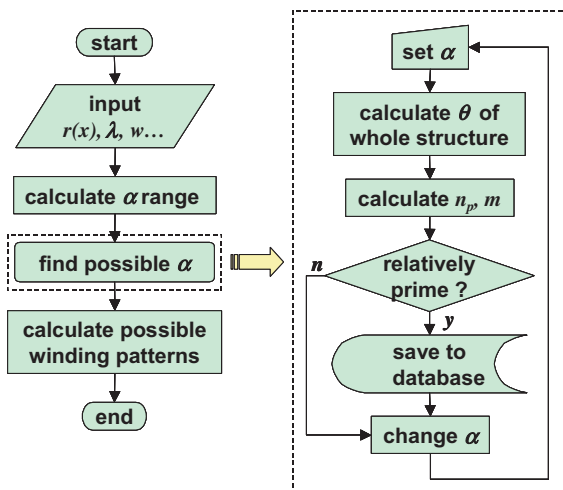 start
input
r(x), λ, w...
calculate α range
find possible α
calculate possible
winding patterns
end
set α
calculate θ of
whole structure
calculate nₚ, m
relatively
prime ?
n
y
save to
database
change α